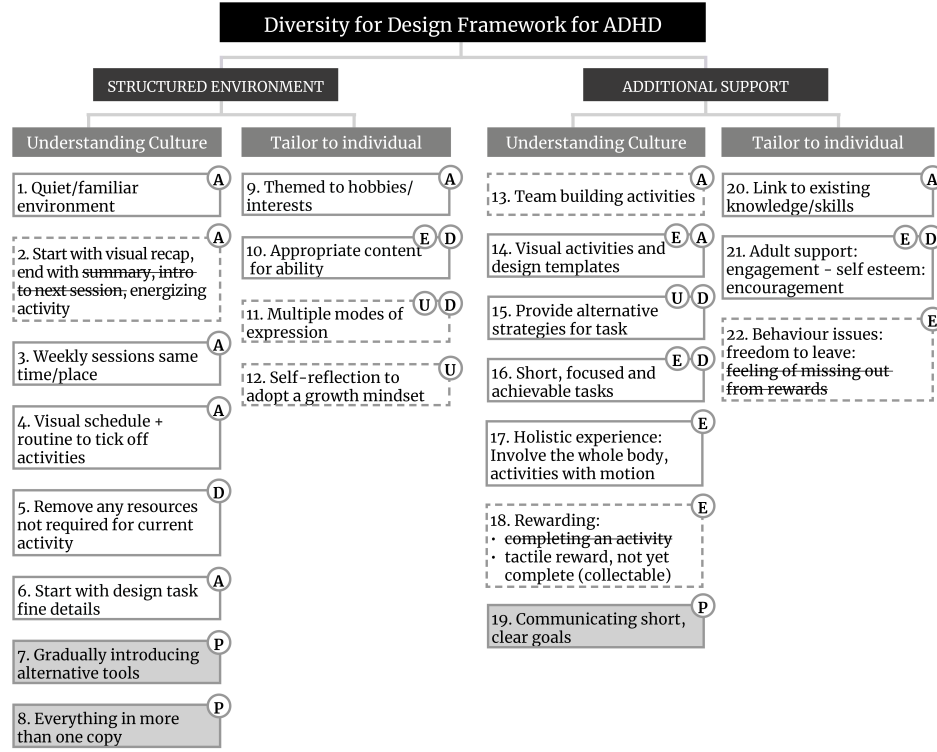 Diversity for Design Framework for ADHD
STRUCTURED ENVIRONMENT
Understanding Culture
A
1. Quiet/familiar
environment
A
2. Start with visual recap,
end with summary, intro
to next session, energizing
activity
A
3. Weekly sessions same
time/place
A
4. Visual schedule +
routine to tick off
activities
D
5. Remove any resources
not required for current
activity
A
6. Start with design task
fine details
P
7. Gradually introducing
alternative tools
P
8. Everything in more
than one copy
Tailor to individual
A
9. Themed to hobbies/
interests
E D
10. Appropriate content
for ability
U D
11. Multiple modes of
expression
U
12. Self-reflection to
adopt a growth mindset
ADDITIONAL SUPPORT
Understanding Culture
A
13. Team building activities
E A
14. Visual activities and
design templates
U D
15. Provide alternative
strategies for task
E D
16. Short, focused and
achievable tasks
E
17. Holistic experience:
Involve the whole body,
activities with motion
E
18. Rewarding:
· completing an activity
· tactile reward, not yet
complete (collectable)
P
19. Communicating short,
clear goals
Tailor to individual
A
20. Link to existing
knowledge/skills
E D
21. Adult support:
engagement - self esteem:
encouragement
E
22. Behaviour issues:
freedom to leave:
feeling of missing out
from rewards